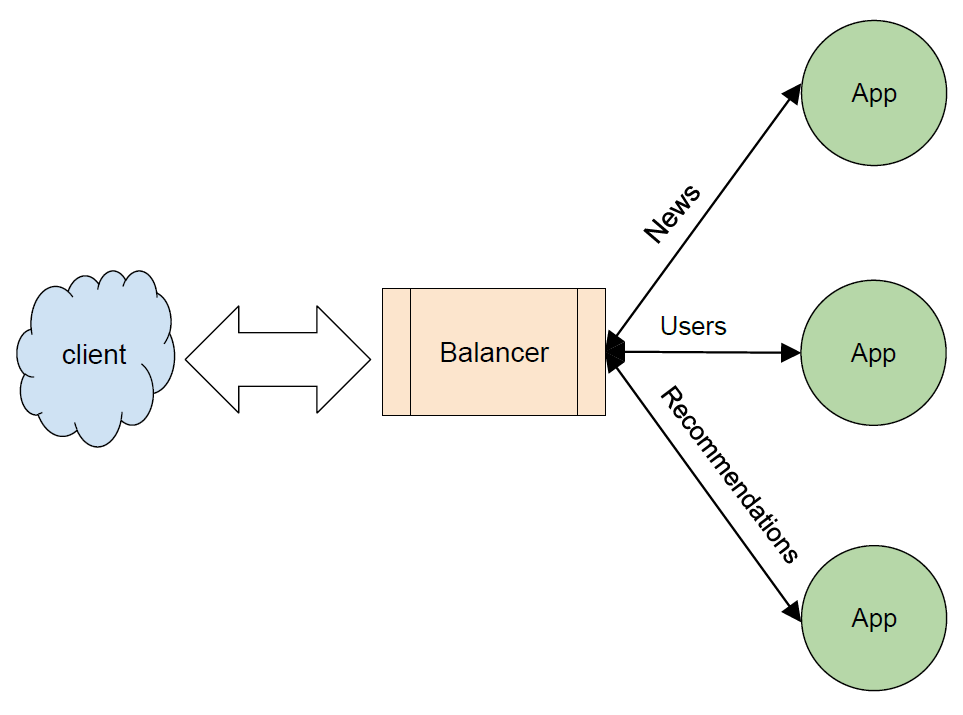 App
News
Users
client
Balancer
App
Recommendations
App